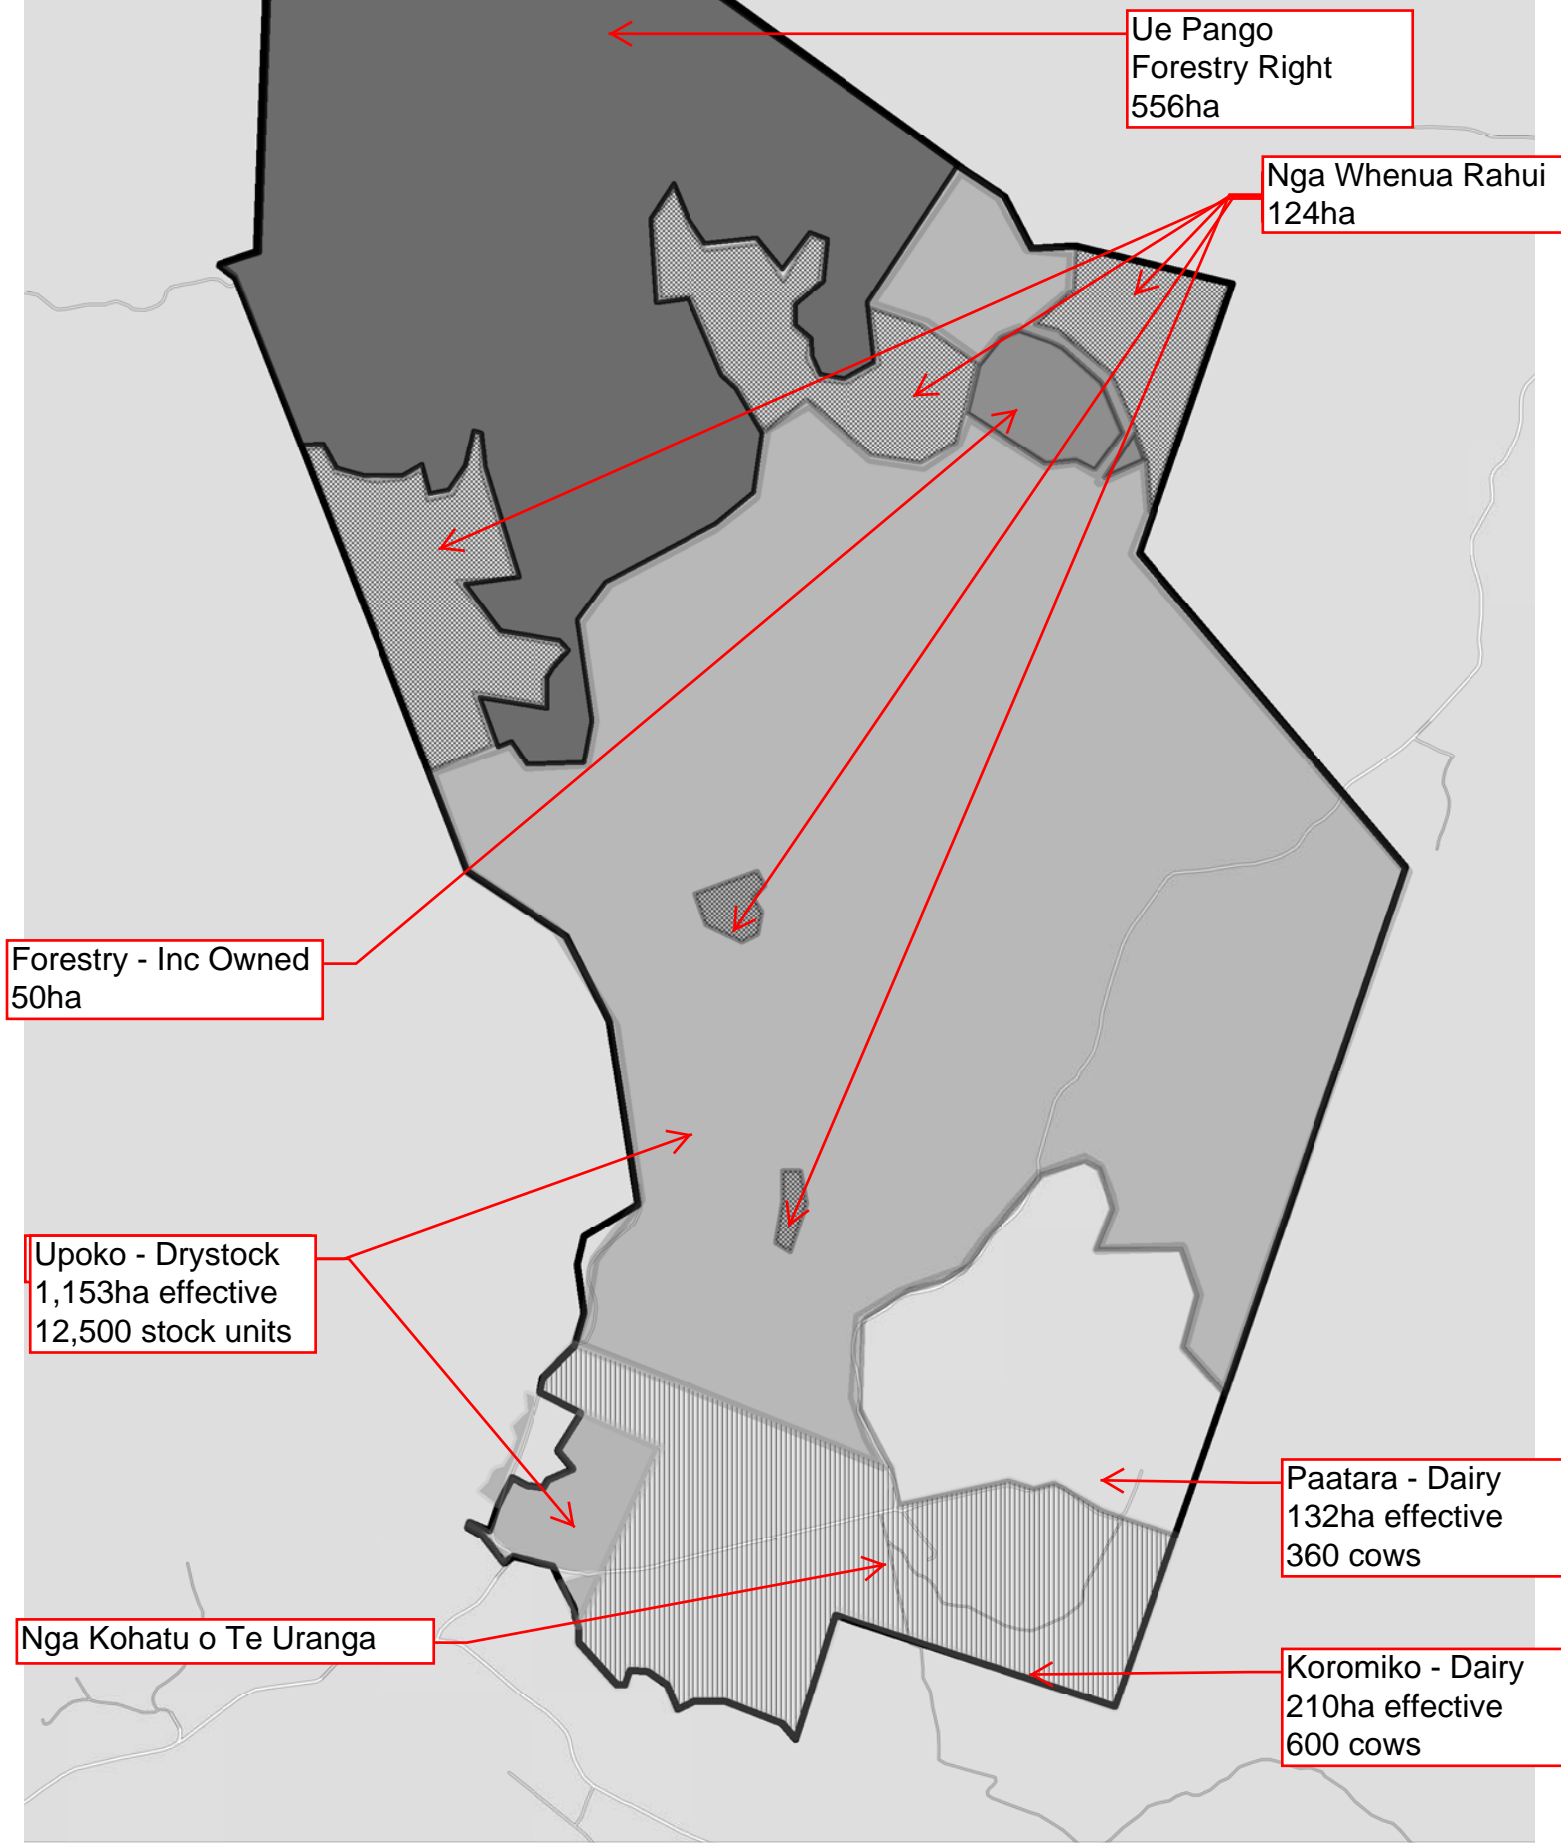 Ue Pango
Forestry Right
556ha
Nga Whenua Rahui
124ha
Forestry - Inc Owned
50ha
Upoko - Drystock
1,153ha effective
12,500 stock units
Paatara - Dairy
132ha effective
360 cows
Nga Kohatu o Te Uranga
Koromiko - Dairy
210ha effective
600 cows